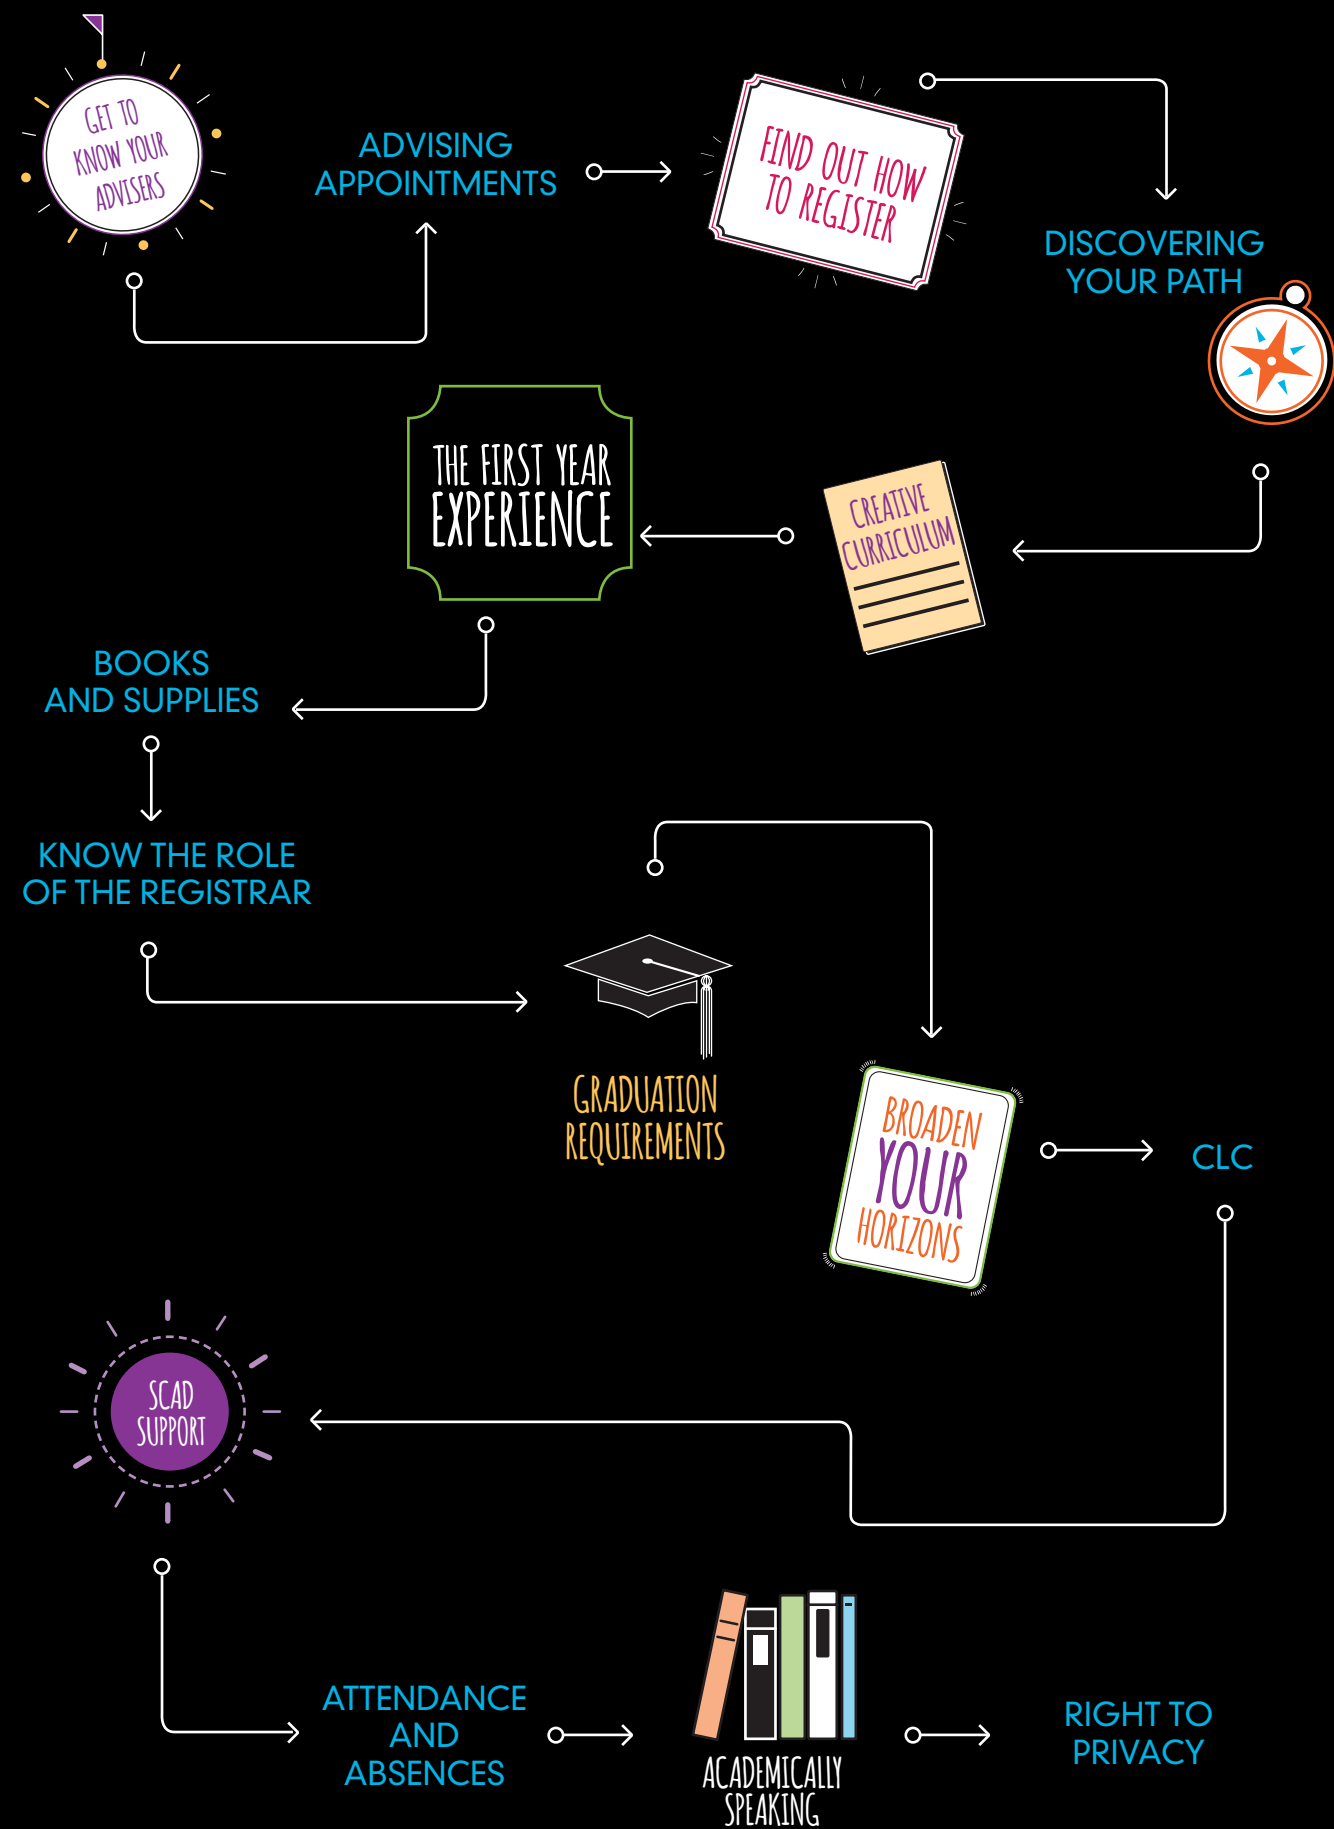 GET TO
KNOW YOUR
ADVISERS
ADVISING
APPOINTMENTS
FIND OUT HOW
TO REGISTER
DISCOVERING
YOUR PATH
CREATIVE
CURRICULUM
THE FIRST YEAR
EXPERIENCE
BOOKS
AND SUPPLIES
KNOW THE ROLE
OF THE REGISTRAR
GRADUATION
REQUIREMENTS
BROADEN
YOUR
HORIZONS
CLC
SCAD
SUPPORT
ATTENDANCE
AND
ABSENCES
ACADEMICALLY
SPEAKING
RIGHT TO
PRIVACY